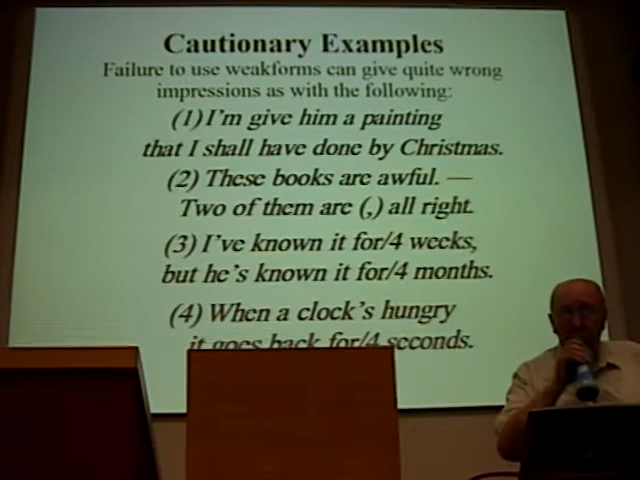 Cautionary Examples
Failure to use weakforms can give quite wrong
impressions as with the following:
(1) I'm give him a painting
that I shall have done by Christmas.
(2) These books are awful. —
Two of them are (,) all right.
(3) I've known it for/4 weeks,
but he's known it for/4 months.
(4) When a clock's hungry
it goes back for/4 seconds.